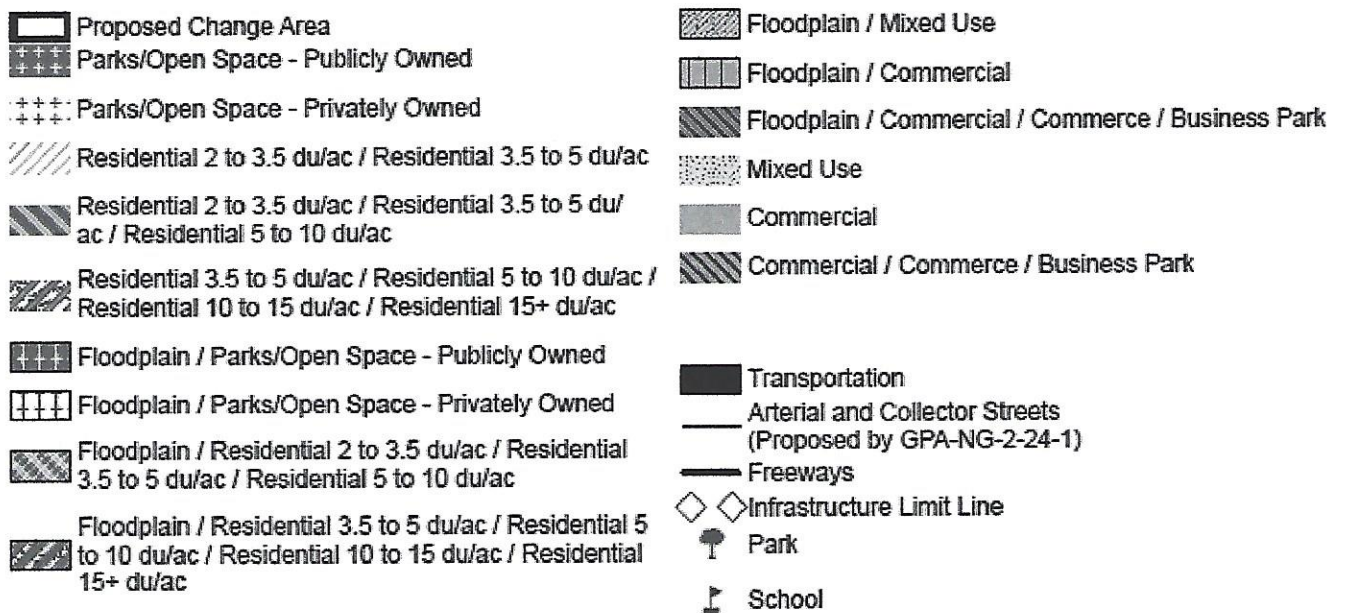 Proposed Change Area
Parks/Open Space - Publicly Owned
Parks/Open Space - Privately Owned
Residential 2 to 3.5 du/ac / Residential 3.5 to 5 du/ac
Residential 2 to 3.5 du/ac / Residential 3.5 to 5 du/
ac / Residential 5 to 10 du/ac
Residential 3.5 to 5 du/ac / Residential 5 to 10 du/ac /
Residential 10 to 15 du/ac / Residential 15+ du/ac
Floodplain / Parks/Open Space - Publicly Owned
Floodplain / Parks/Open Space - Privately Owned
Floodplain / Residential 2 to 3.5 du/ac / Residential
3.5 to 5 du/ac / Residential 5 to 10 du/ac
Floodplain / Residential 3.5 to 5 du/ac / Residential 5
to 10 du/ac / Residential 10 to 15 du/ac / Residential
15+ du/ac
Floodplain / Mixed Use
Floodplain / Commercial
Floodplain / Commercial / Commerce / Business Park
Mixed Use
Commercial
Commercial / Commerce / Business Park
Transportation
Arterial and Collector Streets
(Proposed by GPA-NG-2-24-1)
Freeways
Infrastructure Limit Line
Park
School